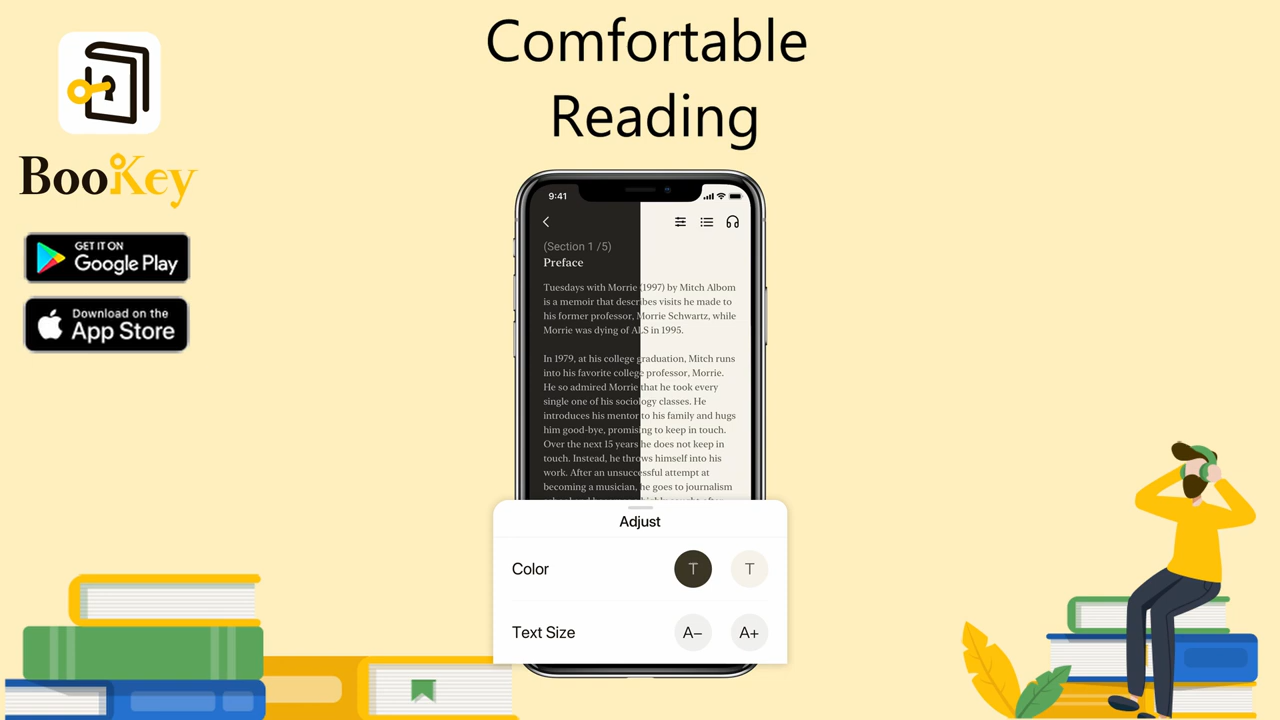 Comfortable
Reading
BooKey
GET IT ON
Google Play
Download on the
App Store
9:41
(Section 1 /5)
Preface
Tuesdays with Morrie (1997) by Mitch Albom
is a memoir that describes visits he made to
his former professor, Morrie Schwartz, while
Morrie was dying of ALS in 1995.
In 1979, at his college graduation, Mitch runs
into his favorite college professor, Morrie.
He so admired Morrie that he took every
single one of his sociology classes. He
introduces his mentor to his family and hugs
him good-bye, promising to keep in touch.
Over the next 15 years he does not keep in
touch. Instead, he throws himself into his
work. After an unsuccessful attempt at
becoming a musician, he goes to journalism
Adjust
Color
T T
Text Size
A- A+